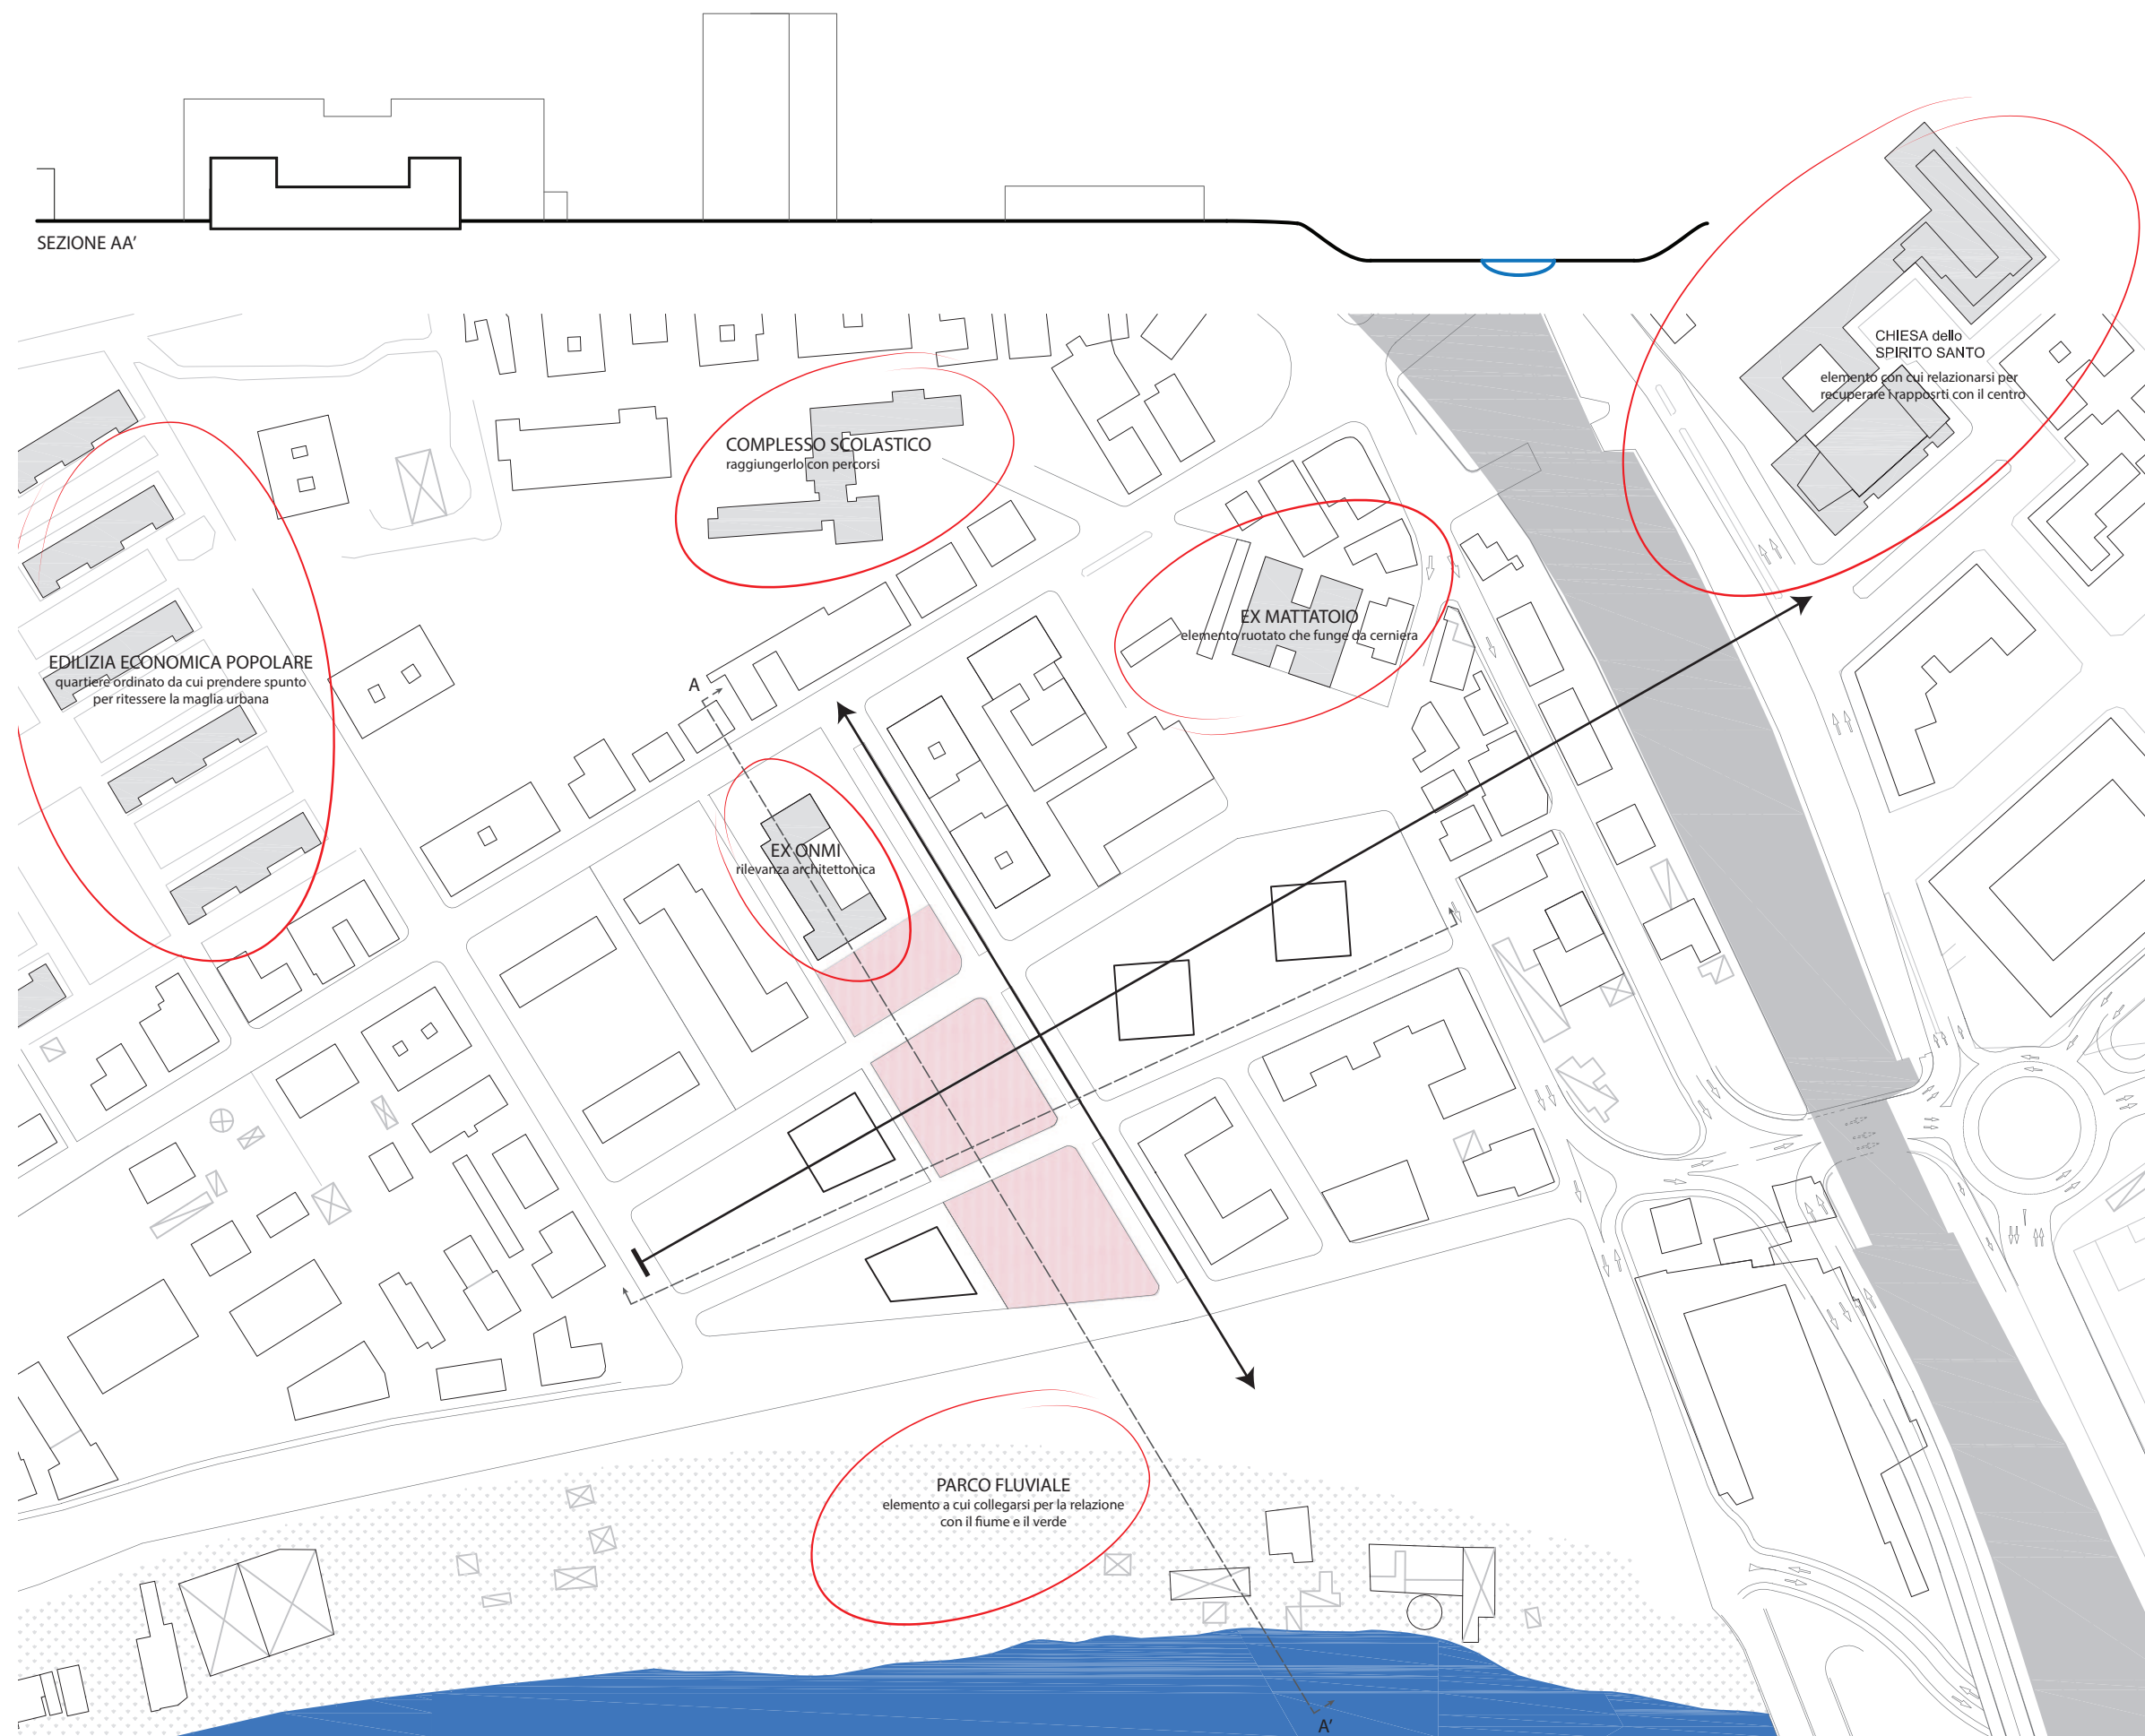 SEZIONE AA'
CHIESA dello
SPIRITO SANTO
elemento con cui relazionarsi per
recuperare i rapposrti con il centro
COMPLESSO SCOLASTICO
raggiungerlo con percorsi
EX MATTATOIO
elemento ruotato che funge da cerniera
EDILIZIA ECONOMICA POPOLARE
quartiere ordinato da cui prendere spunto
per ritessere la maglia urbana
A
EX ONMI
rilevanza architettonica
PARCO FLUVIALE
elemento a cui collegarsi per la relazione
con il fiume e il verde
A'